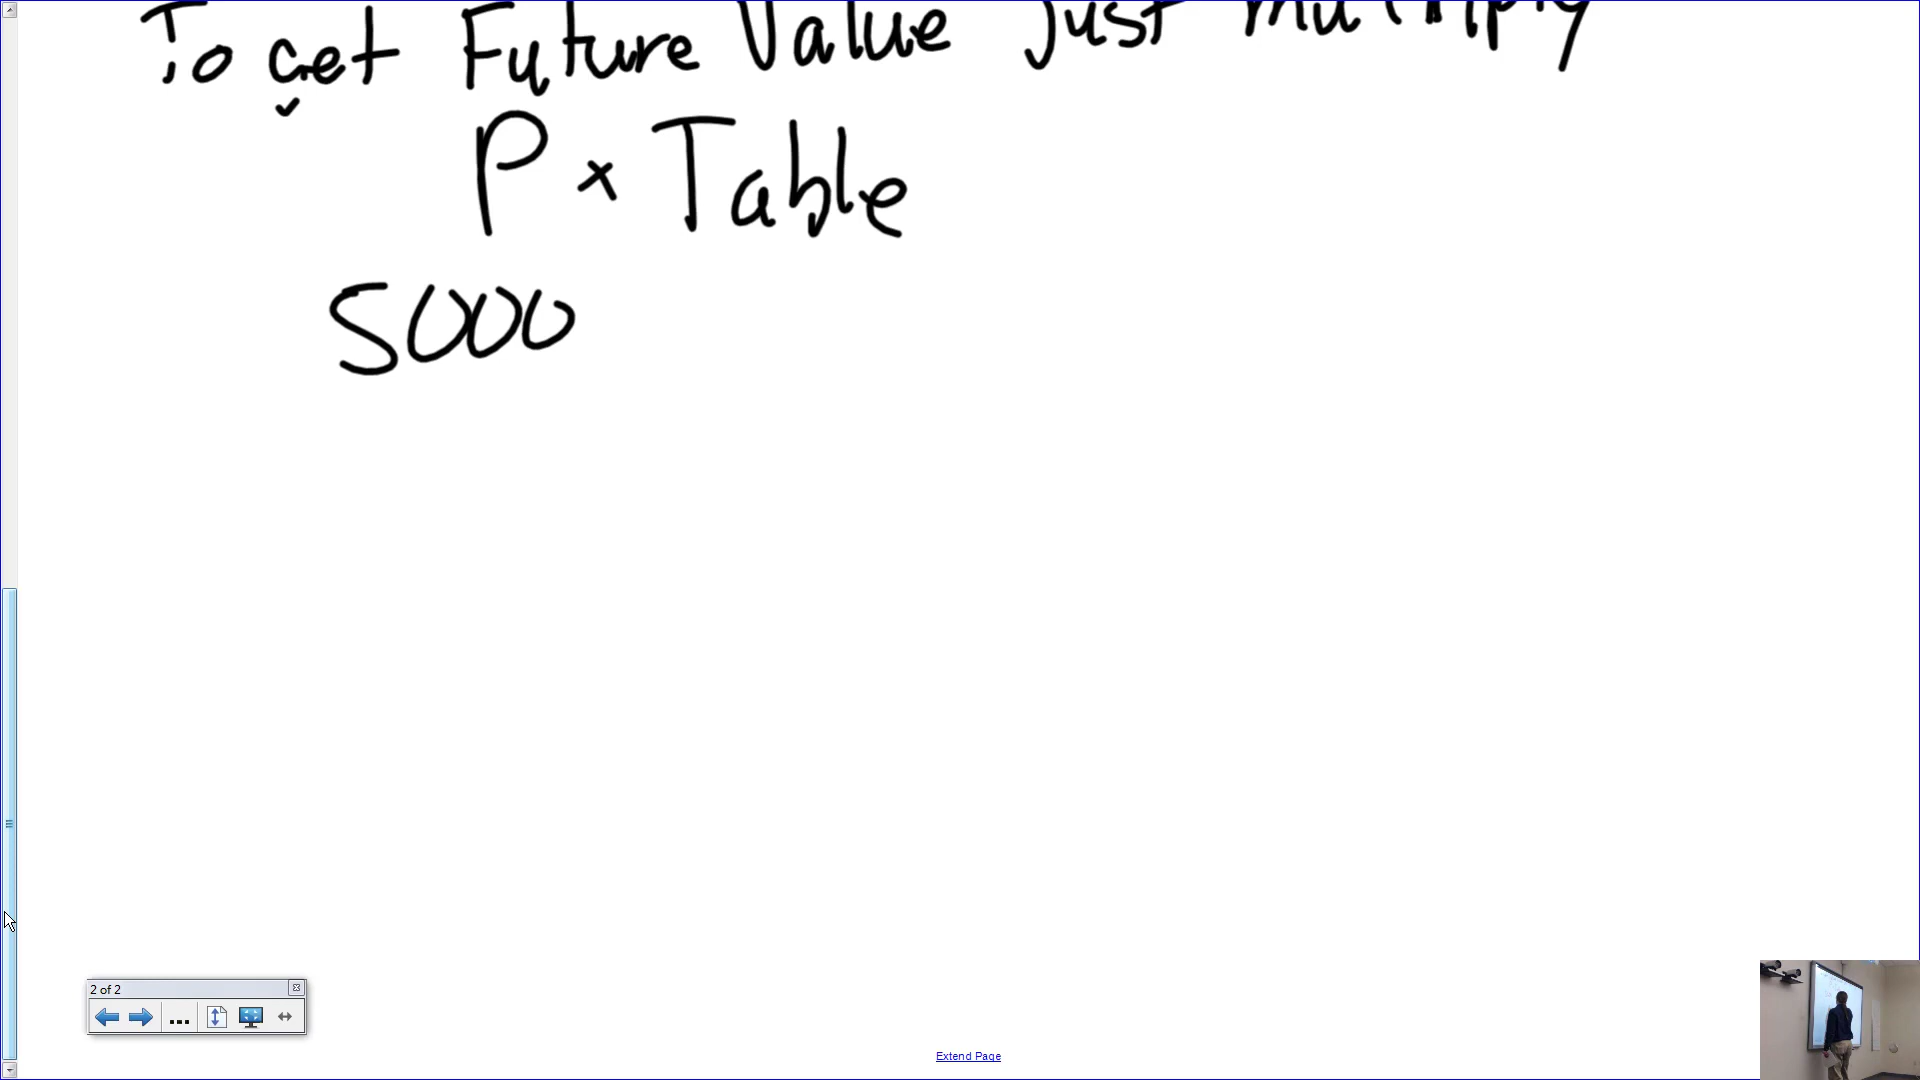 To Get Future Value Just Multiply
P × Table
5000
2 of 2
...
Extend Page